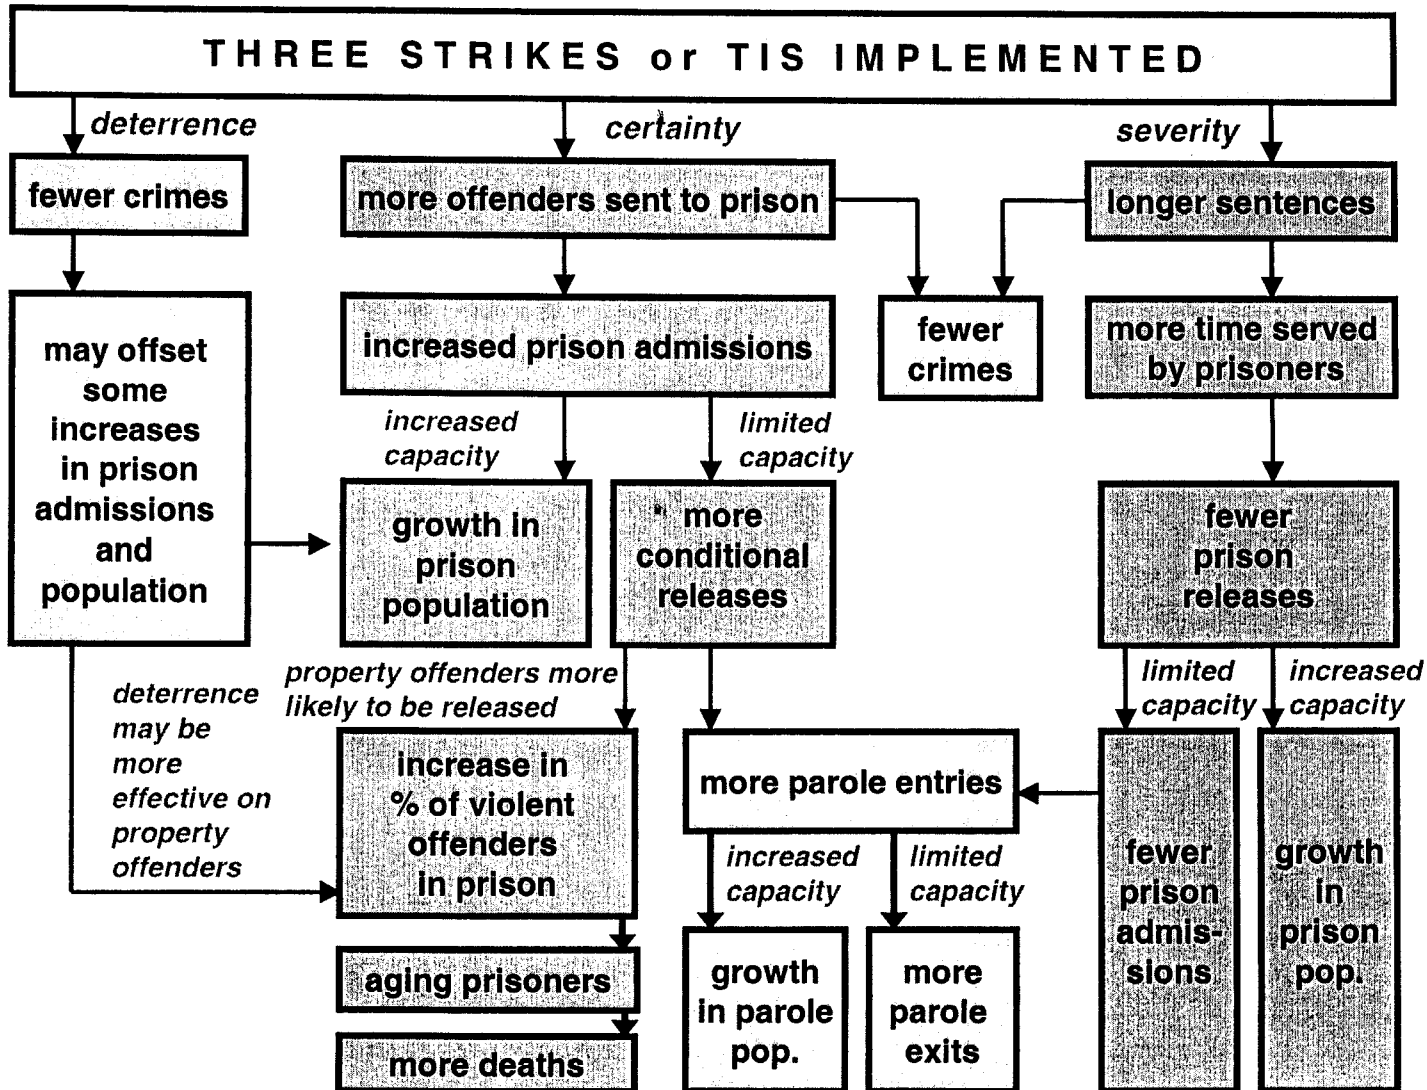 THREE STRIKES or TIS IMPLEMENTED
deterrence
certainty
severity
fewer crimes
more offenders sent to prison
longer sentences
may offset
some
increases
in prison
admissions
and
population
increased prison admissions
fewer
crimes
more time served
by prisoners
increased
capacity
limited
capacity
growth in
prison
population
more
conditional
releases
fewer
prison
releases
deterrence
may be
more
effective on
property
offenders
property offenders more
likely to be released
limited
capacity
increased
capacity
increase in
% of violent
offenders
in prison
more parole entries
fewer
prison
admis-
sions
growth
in
prison
pop.
increased
capacity
limited
capacity
aging prisoners
growth
in parole
pop.
more
parole
exits
more deaths